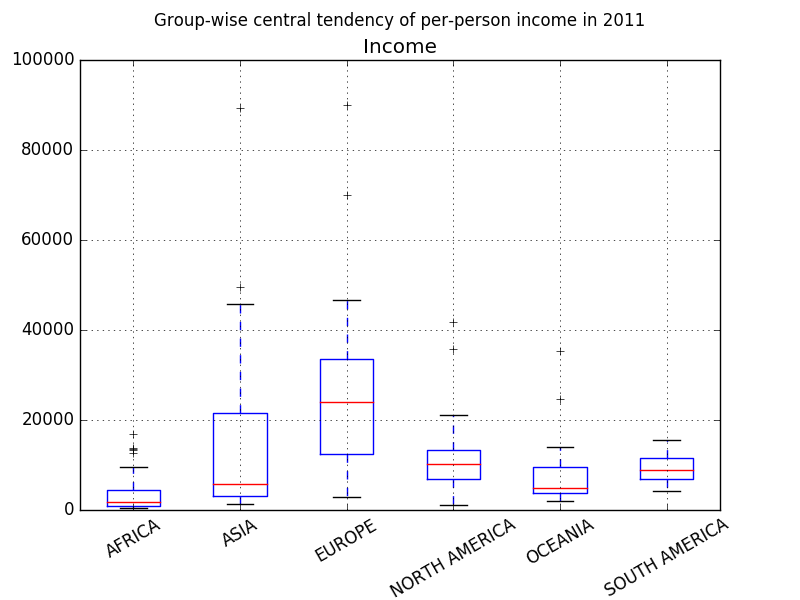 Group-wise central tendency of per-person income in 2011
Income
100000
80000
60000
40000
20000
0
AFRICA
ASIA
EUROPE
NORTH AMERICA
OCEANIA
SOUTH AMERICA